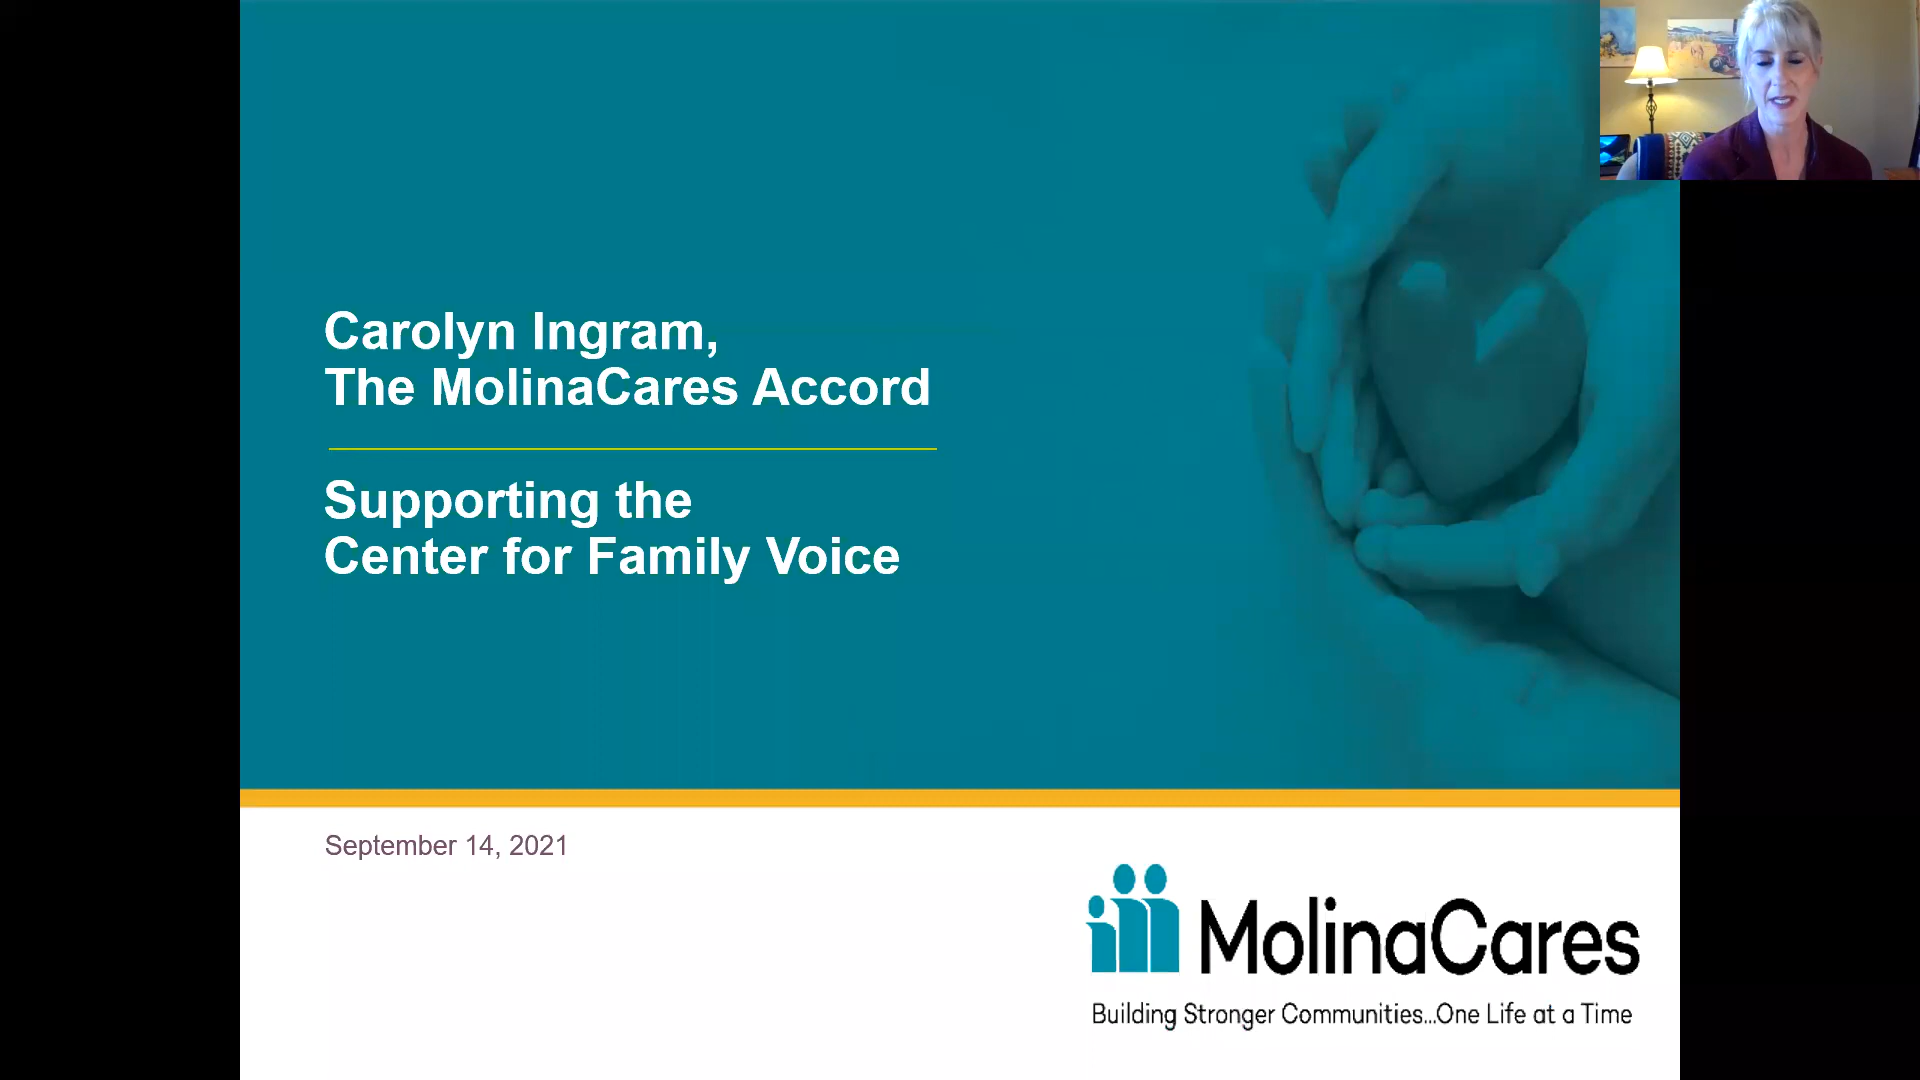 Carolyn Ingram,
The MolinaCares Accord
Supporting the
Center for Family Voice
September 14, 2021
MolinaCares
Building Stronger Communities...One Life at a Time